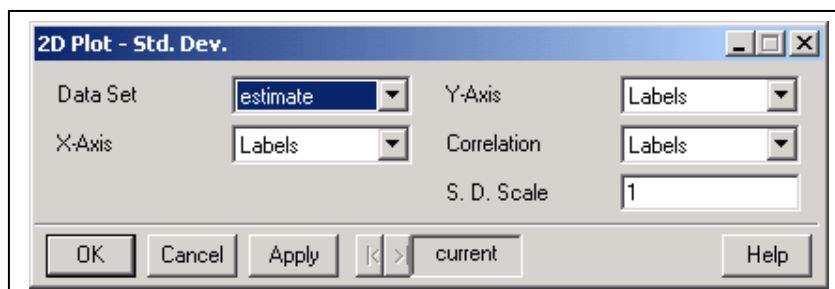 2D Plot - Std. Dev.
Data Set estimate Y-Axis Labels
X-Axis Labels Correlation Labels
S. D. Scale 1
OK Cancel Apply |< >| current Help